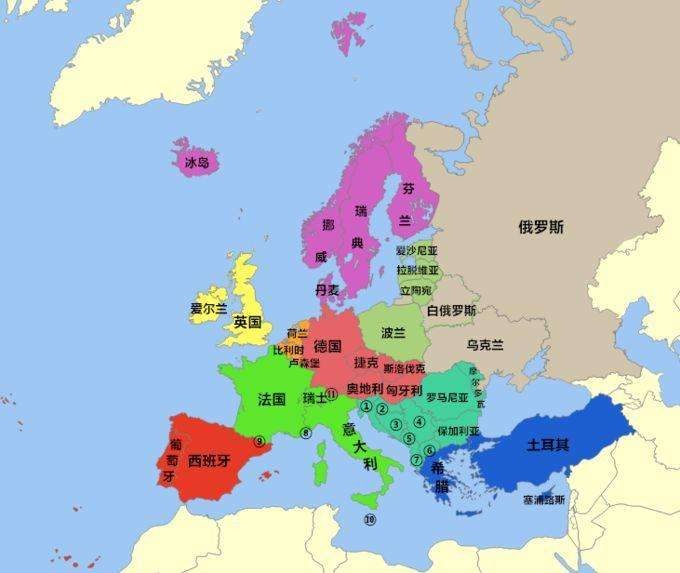 冰岛
芬
兰
瑞
典
挪
威
俄罗斯
爱沙尼亚
拉脱维亚
立陶宛
丹麦
爱尔兰
英国
白俄罗斯
荷兰
德国
波兰
乌克兰
比利时
卢森堡
捷克
斯洛伐克
摩
尔
多
瓦
法国
瑞士
⑪
奥地利
匈牙利
罗马尼亚
①
②
③
④
⑤
⑥
⑦
保加利亚
意
大
利
⑧
⑨
葡
萄
牙
西班牙
希
腊
土耳其
塞浦路斯
⑩